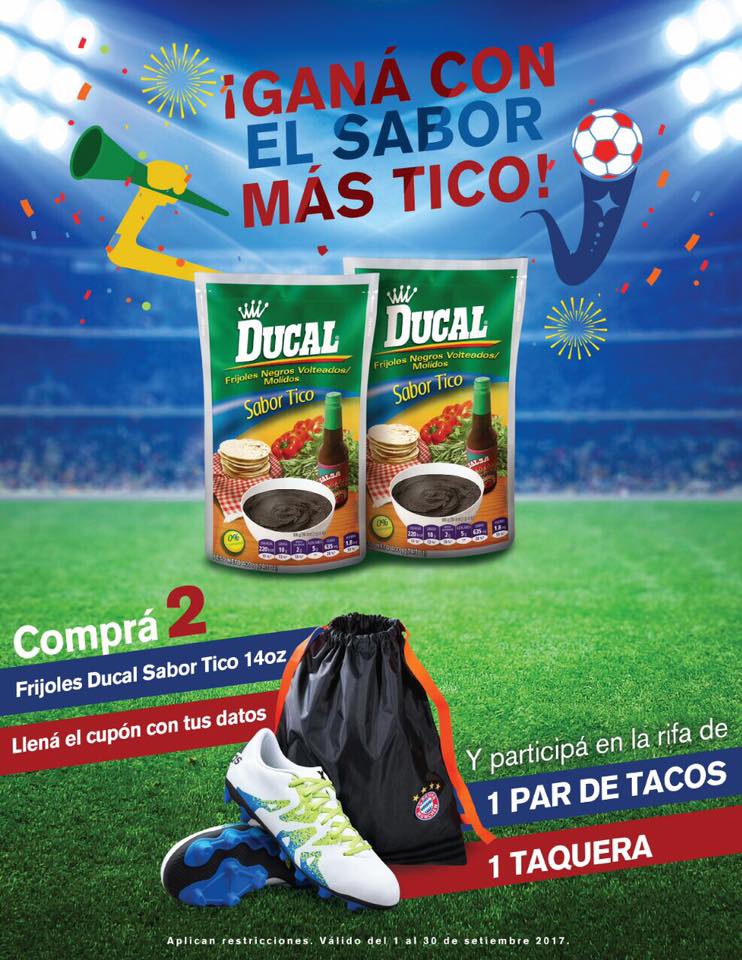 ¡GANÁ CON
EL SABOR
MÁS TICO!
DUCAL
Frijoles Negros Volteados/
Molidos
Sabor Tico
DUCAL
Frijoles Negros Volteados/
Molidos
Sabor Tico
0%
0%
Comprá 2
Frijoles Ducal Sabor Tico 14oz
Llená el cupón con tus datos
Y participá en la rifa de
1 PAR DE TACOS
1 TAQUERA
Aplican restricciones. Válido del 1 al 30 de setiembre 2017.